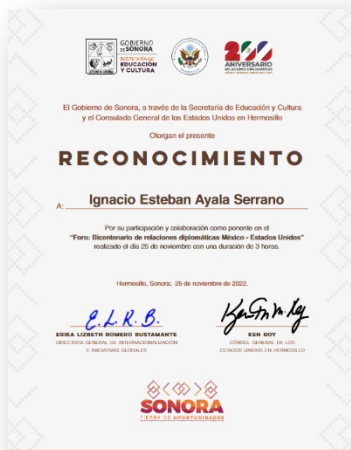 GOBIERNO
DE SONORA
SECRETARÍA DE
EDUCACIÓN
Y CULTURA
200
ANIVERSARIO
El Gobierno de Sonora, a través de la Secretaría de Educación y Cultura
y el Consulado General de los Estados Unidos en Hermosillo
Otorgan el presente
RECONOCIMIENTO
A: Ignacio Esteban Ayala Serrano
Por su participación y colaboración como ponente en el
"Foro: Bicentenario de relaciones diplomáticas México - Estados Unidos"
realizado el día 25 de noviembre con una duración de 3 horas.
Hermosillo, Sonora; 25 de noviembre de 2022.
E. L. R. B.
ERIKA LIZBETH ROMERO BUSTAMANTE
DIRECTORA GENERAL DE INTERNACIONALIZACIÓN
E INICIATIVAS GLOBALES
KEN ROY
CÓNSUL GENERAL DE LOS
ESTADOS UNIDOS EN HERMOSILLO
SONORA
TIERRA DE OPORTUNIDADES